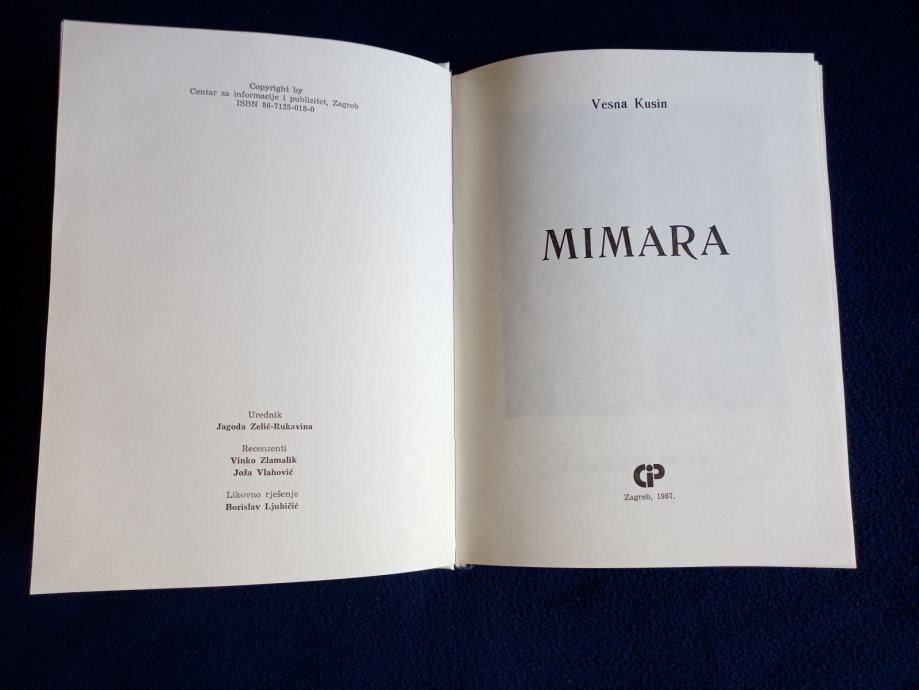 Copyright by
Centar za informacije i publicitet, Zagreb
ISBN 86-7125-018-0
Urednik
Jagoda Zelić-Rukavina
Recenzenti
Vinko Zlamalik
Joža Vlahović
Likovno rješenje
Borislav Ljubičić
Vesna Kusin
MIMARA
CIP
Zagreb, 1987.